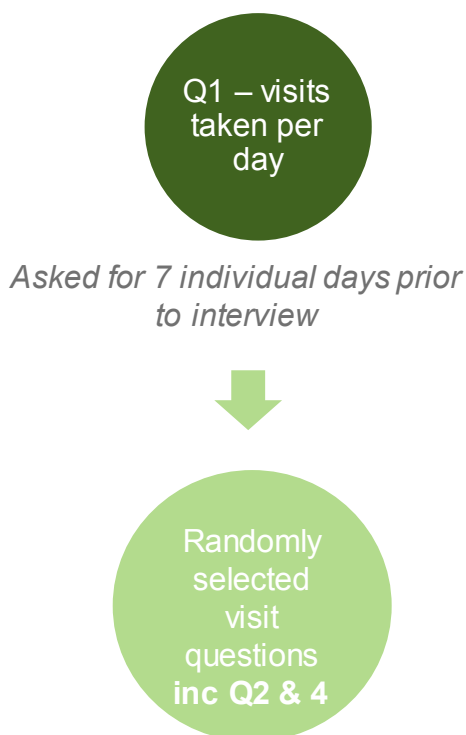 Q1 – visits
taken per
day
Asked for 7 individual days prior
to interview
Randomly
selected
visit
questions
inc Q2 & 4